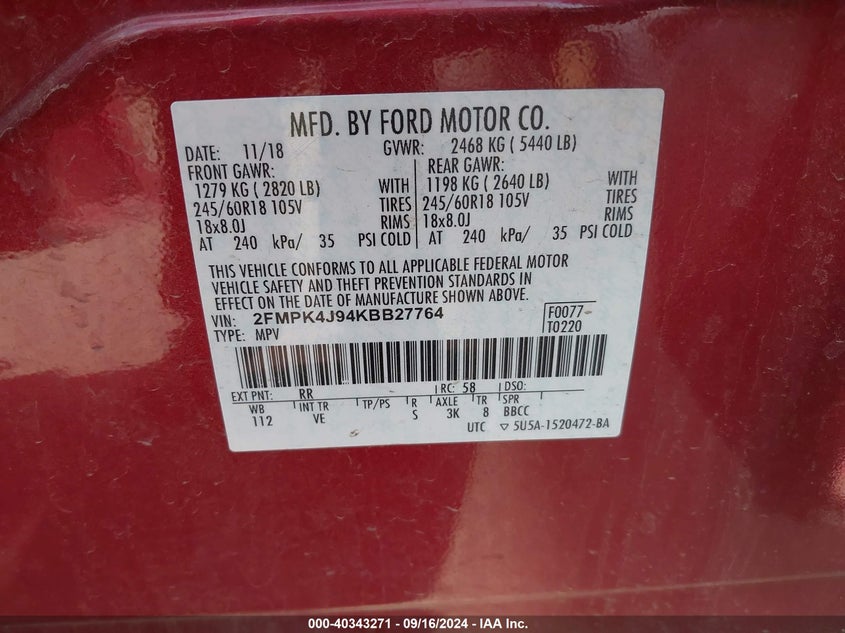 MFD. BY FORD MOTOR CO.
DATE: 11/18 GVWR: 2468 KG ( 5440 LB)
FRONT GAWR: REAR GAWR:
1279 KG ( 2820 LB) WITH 1198 KG ( 2640 LB) WITH
245/60R18 105V TIRES 245/60R18 105V TIRES
18x8.0J RIMS 18x8.0J RIMS
AT 240 kPa/ 35 PSI COLD AT 240 kPa/ 35 PSI COLD
THIS VEHICLE CONFORMS TO ALL APPLICABLE FEDERAL MOTOR
VEHICLE SAFETY AND THEFT PREVENTION STANDARDS IN
EFFECT ON THE DATE OF MANUFACTURE SHOWN ABOVE.
VIN: 2FMPK4J94KBB27764 F0077
TYPE: MPV T0220
EXT PNT: RR RC: 58 DSO:
WB INT TR TP/PS R AXLE TR SPR
112 VE S 3K 8 BBCC
UTC ▽ 5U5A-1520472-BA
000-40343271 - 09/16/2024 - IAA Inc.